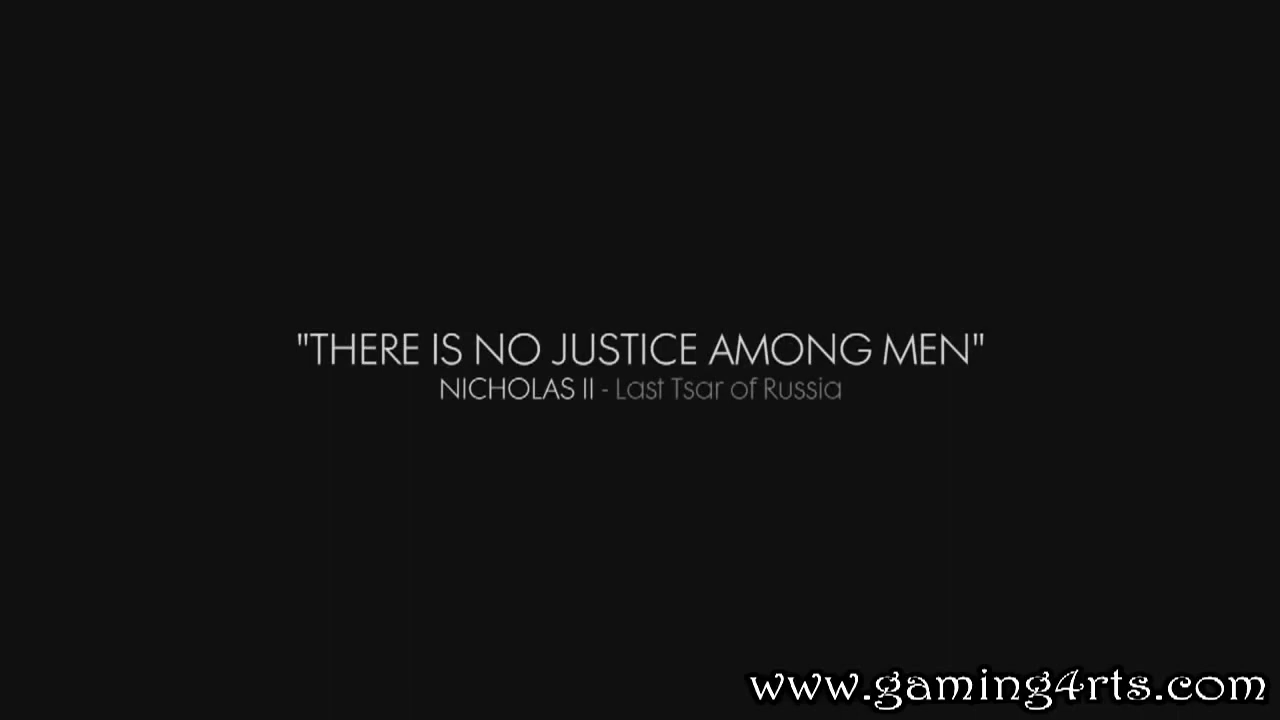 "THERE IS NO JUSTICE AMONG MEN"
NICHOLAS II - Last Tsar of Russia
www.gaming4rts.com